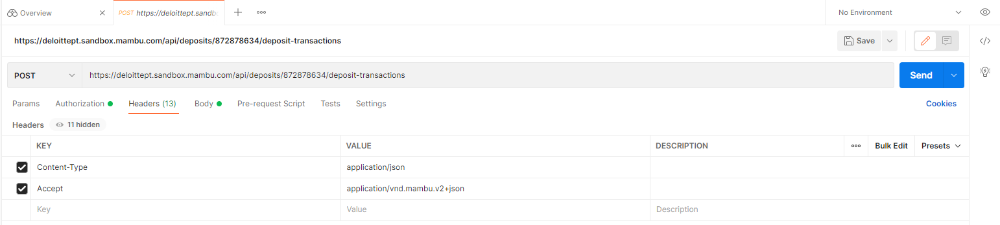 Overview
POST https://deloittept.sandb
No Environment
https://deloittept.sandbox.mambu.com/api/deposits/872878634/deposit-transactions
Save
POST
https://deloittept.sandbox.mambu.com/api/deposits/872878634/deposit-transactions
Send
Params Authorization Headers (13) Body Pre-request Script Tests Settings Cookies
Headers 11 hidden
KEY VALUE DESCRIPTION Bulk Edit Presets
Content-Type application/json
Accept application/vnd.mambu.v2+json
Key Value Description